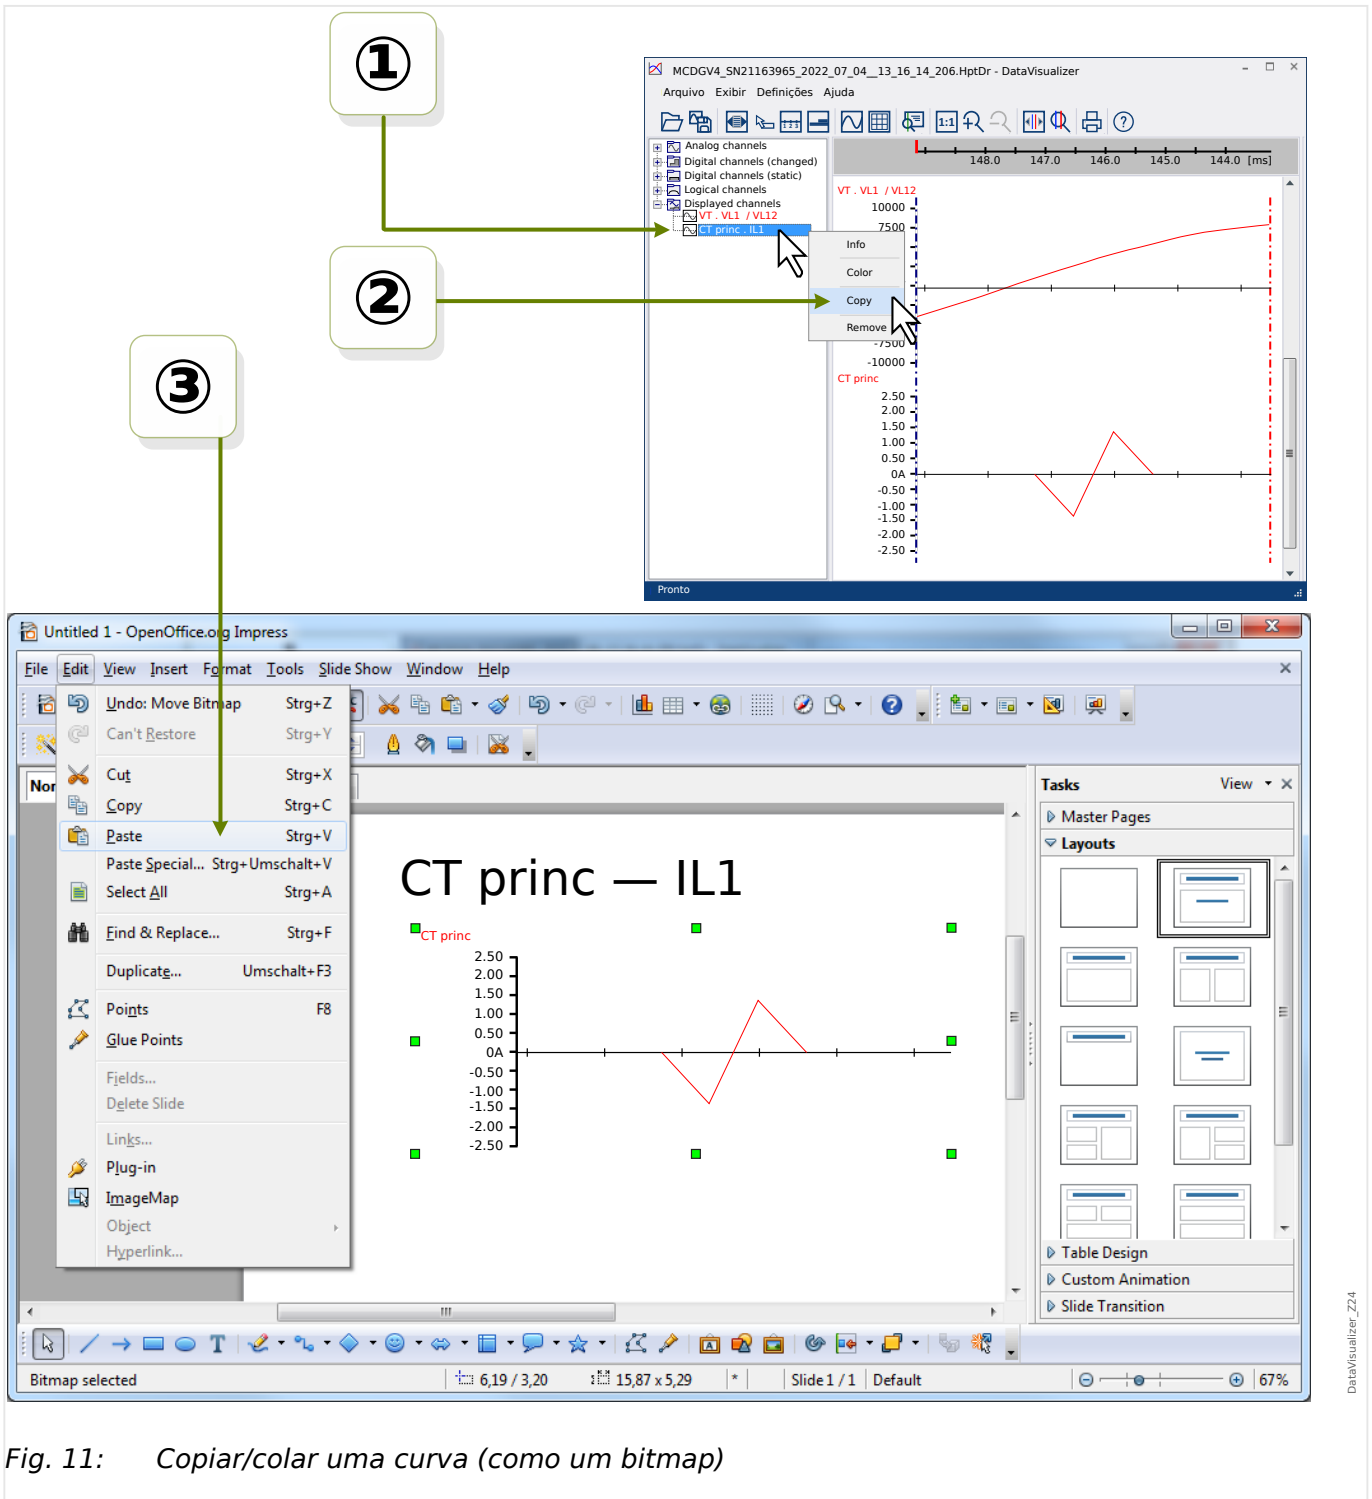 ①
MCDGV4_SN21163965_2022_07_04__13_16_14_206.HptDr - DataVisualizer
Arquivo Exibir Definições Ajuda
1:1
Analog channels
Digital channels (changed)
Digital channels (static)
Logical channels
Displayed channels
VT . VL1 / VL12
CT princ . IL1
148.0 147.0 146.0 145.0 144.0 [ms]
VT . VL1 / VL12
10000
7500
-7500
-10000
Info
Color
Copy
Remove
②
③
CT princ
2.50
2.00
1.50
1.00
0.50
0A
-0.50
-1.00
-1.50
-2.00
-2.50
Pronto
Untitled 1 - OpenOffice.org Impress
File Edit View Insert Format Tools Slide Show Window Help
Undo: Move Bitmap Strg+Z
Can't Restore Strg+Y
Cut Strg+X
Copy Strg+C
Paste Strg+V
Paste Special... Strg+Umschalt+V
Select All Strg+A
Find & Replace... Strg+F
Duplicate... Umschalt+F3
Points F8
Glue Points
Fields...
Delete Slide
Links...
Plug-in
ImageMap
Object
Hyperlink...
Nor
CT princ — IL1
CT princ
2.50
2.00
1.50
1.00
0.50
0A
-0.50
-1.00
-1.50
-2.00
-2.50
Tasks View
Master Pages
Layouts
Table Design
Custom Animation
Slide Transition
Bitmap selected 6,19 / 3,20 15,87 x 5,29 * Slide 1 / 1 Default 67%
DataVisualizer_Z24
Fig. 11: Copiar/colar uma curva (como um bitmap)